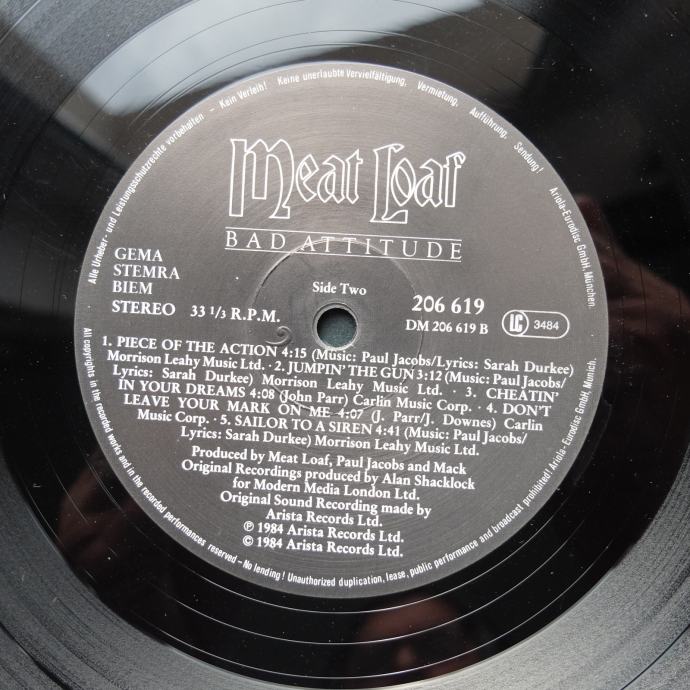 Alle Urheber- und Leistungsschutzrechte vorbehalten – Kein Verleih! Keine unerlaubte Vervielfältigung, Vermietung, Aufführung, Sendung! Ariola-Eurodisc GmbH, München.
Meat Loaf
BAD ATTITUDE
GEMA
STEMRA
BIEM
Side Two
206 619
STEREO 33 1/3 R.P.M.
DM 206 619 B
LC 3484
1. PIECE OF THE ACTION 4:15 (Music: Paul Jacobs/Lyrics: Sarah Durkee)
Morrison Leahy Music Ltd. · 2. JUMPIN' THE GUN 3:12 (Music: Paul Jacobs/
Lyrics: Sarah Durkee) Morrison Leahy Music Ltd. · 3. CHEATIN'
IN YOUR DREAMS 4:08 (John Parr) Carlin Music Corp. · 4. DON'T
LEAVE YOUR MARK ON ME 4:07 (J. Parr/J. Downes) Carlin
Music Corp. · 5. SAILOR TO A SIREN 4:41 (Music: Paul Jacobs/
Lyrics: Sarah Durkee) Morrison Leahy Music Ltd.
Produced by Meat Loaf, Paul Jacobs and Mack
Original Recordings produced by Alan Shacklock
for Modern Media London Ltd.
Original Sound Recording made by
Arista Records Ltd.
℗ 1984 Arista Records Ltd.
© 1984 Arista Records Ltd.
All copyrights in the recorded works and in the recorded performances reserved – No lending! Unauthorized duplication, lease, public performance and broadcast prohibited! Ariola-Eurodisc GmbH, Munich.